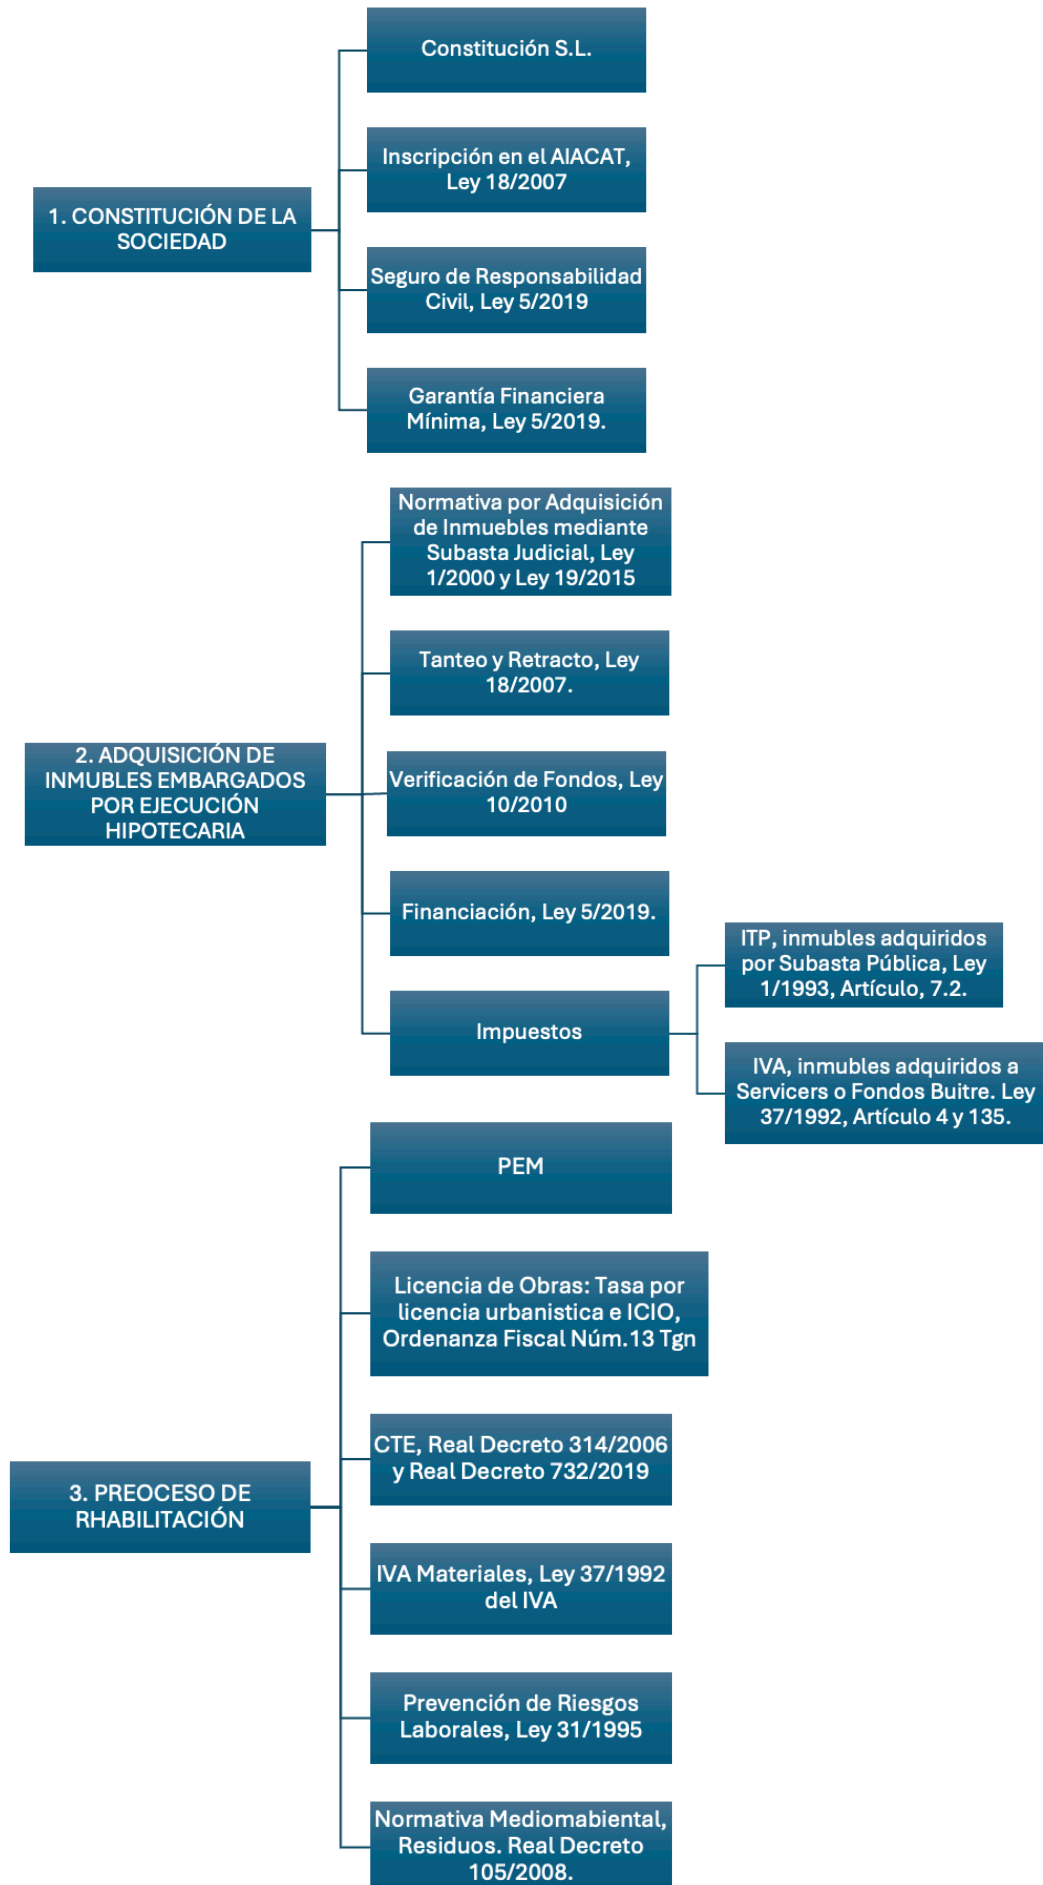 1. CONSTITUCIÓN DE LA
SOCIEDAD
Constitución S.L.
Inscripción en el AIACAT,
Ley 18/2007
Seguro de Responsabilidad
Civil, Ley 5/2019
Garantía Financiera
Mínima, Ley 5/2019.
2. ADQUISICIÓN DE
INMUBLES EMBARGADOS
POR EJECUCIÓN
HIPOTECARIA
Normativa por Adquisición
de Inmuebles mediante
Subasta Judicial, Ley
1/2000 y Ley 19/2015
Tanteo y Retracto, Ley
18/2007.
Verificación de Fondos, Ley
10/2010
Financiación, Ley 5/2019.
Impuestos
ITP, inmubles adquiridos
por Subasta Pública, Ley
1/1993, Artículo, 7.2.
IVA, inmubles adquiridos a
Servicers o Fondos Buitre. Ley
37/1992, Artículo 4 y 135.
3. PREOCESO DE
RHABILITACIÓN
PEM
Licencia de Obras: Tasa por
licencia urbanistica e ICIO,
Ordenanza Fiscal Núm.13 Tgn
CTE, Real Decreto 314/2006
y Real Decreto 732/2019
IVA Materiales, Ley 37/1992
del IVA
Prevención de Riesgos
Laborales, Ley 31/1995
Normativa Mediomabiental,
Residuos. Real Decreto
105/2008.